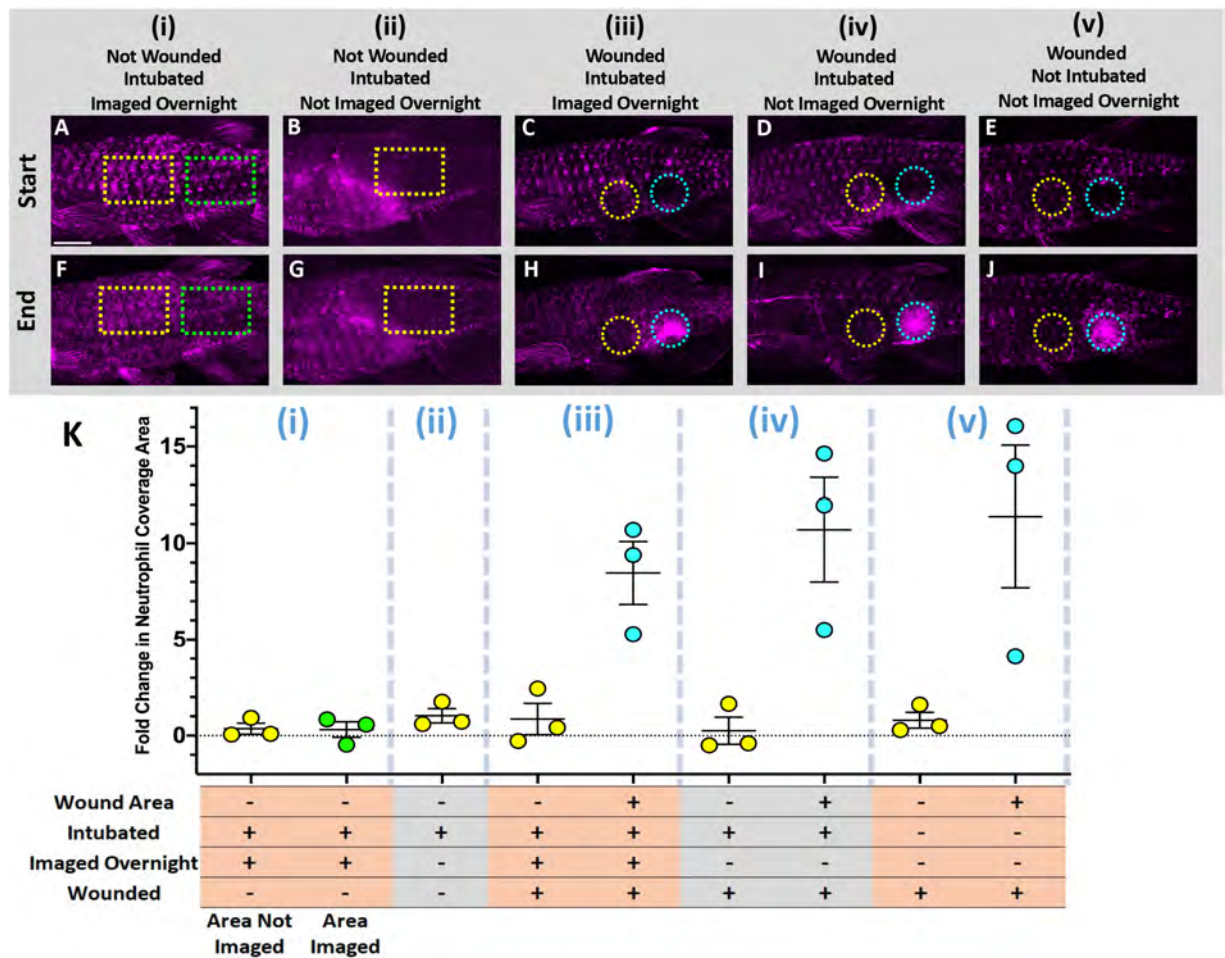 (i) (ii) (iii) (iv) (v)
Not Wounded
Intubated
Imaged Overnight
Not Wounded
Intubated
Not Imaged Overnight
Wounded
Intubated
Imaged Overnight
Wounded
Intubated
Not Imaged Overnight
Wounded
Not Intubated
Not Imaged Overnight
Start
A B C D E
End
F G H I J
K
(i) (ii) (iii) (iv) (v)
Fold Change in Neutrophil Coverage Area
15
10
5
0
Wound Area - - - - + - + - +
Intubated + + + + + + + - -
Imaged Overnight + + - + + - - - -
Wounded - - - + + + + + +
Area Not
Imaged
Area
Imaged